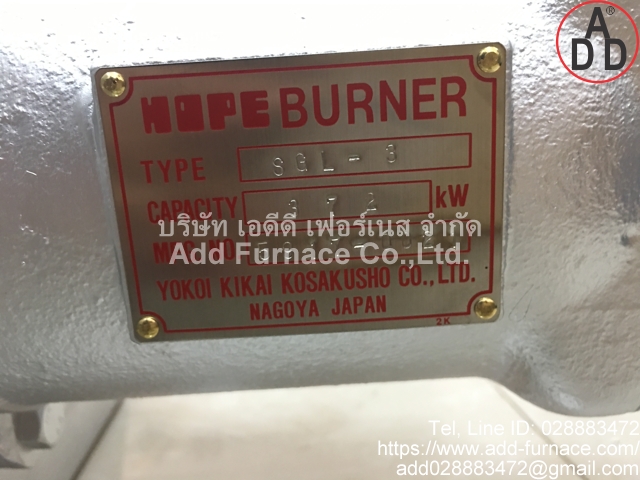 ADD
HOPE BURNER
TYPE SGL-3
CAPACITY 372 kW
บริษัท เอดีดี เฟอร์เนส จำกัด
MFG.NO.
Add Furnace Co.,Ltd.
YOKOI KIKAI KOSAKUSHO CO.,LTD.
NAGOYA JAPAN
2K
Tel, Line ID: 028883472
https://www.add-furnace.com/
add028883472@gmail.com